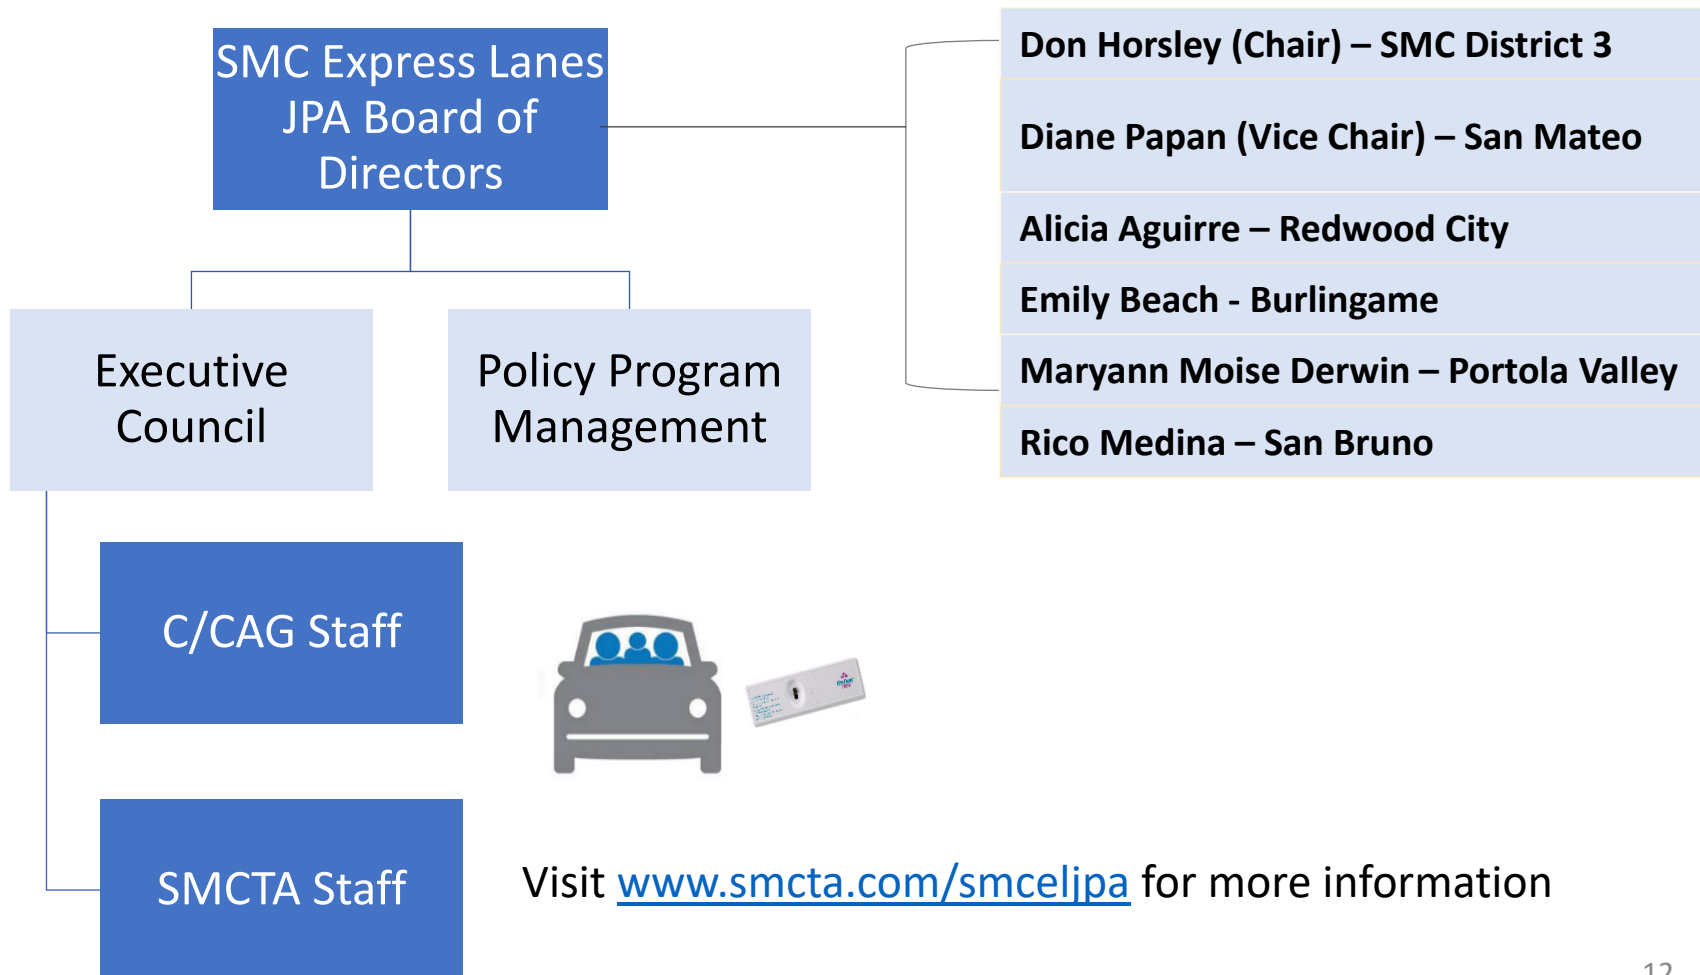 SMC Express Lanes
JPA Board of
Directors
Don Horsley (Chair) – SMC District 3
Diane Papan (Vice Chair) – San Mateo
Alicia Aguirre – Redwood City
Emily Beach - Burlingame
Maryann Moise Derwin – Portola Valley
Rico Medina – San Bruno
Executive
Council
Policy Program
Management
C/CAG Staff
SMCTA Staff
Visit www.smcta.com/smceljpa for more information
12